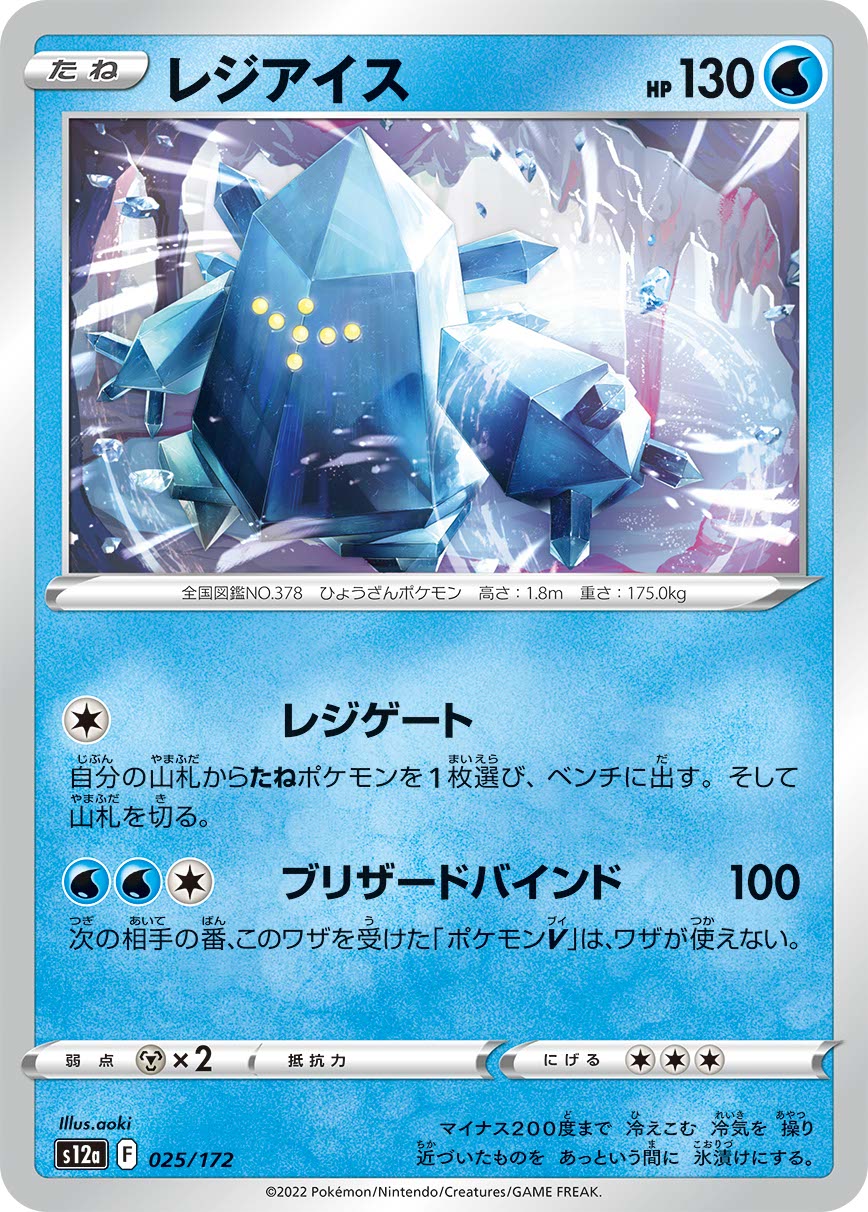 たね レジアイス HP 130
全国図鑑NO.378 ひょうざんポケモン 高さ：1.8m 重さ：175.0kg
レジゲート
自分の山札からたねポケモンを1枚選び、ベンチに出す。そして
山札を切る。
ブリザードバインド 100
次の相手の番、このワザを受けた「ポケモンV」は、ワザが使えない。
弱点 ×2 抵抗力 にげる
Illus.aoki
s12a F 025/172
マイナス200度まで 冷えこむ 冷気を 操り
近づいたものを あっという間に 氷漬けにする。
©2022 Pokémon/Nintendo/Creatures/GAME FREAK.